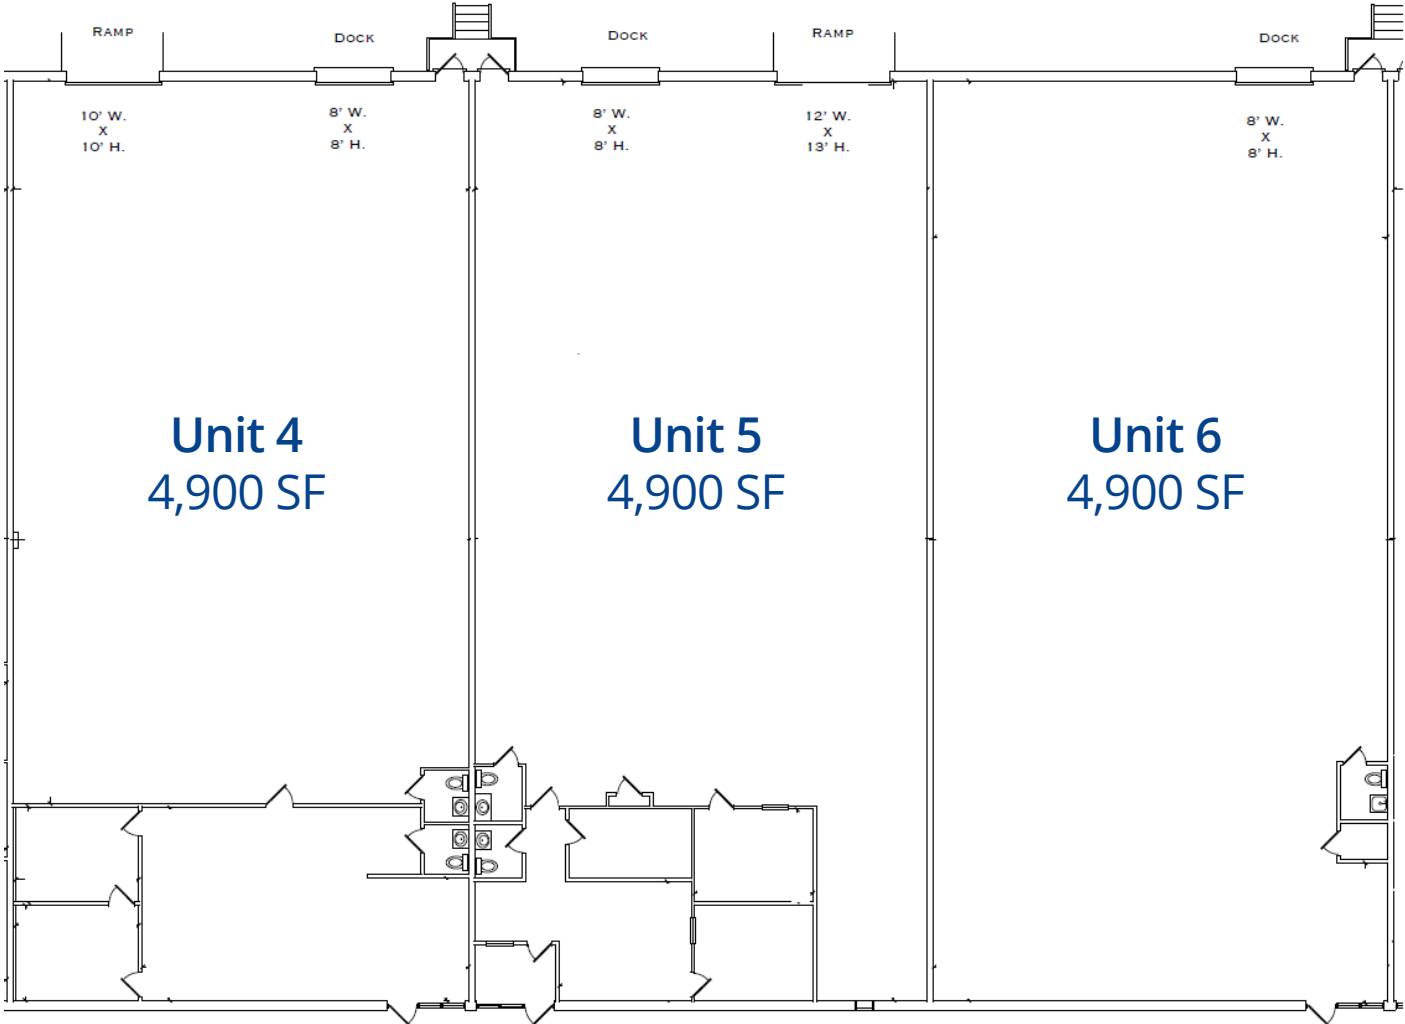 RAMP
DOCK
DOCK
RAMP
DOCK
10' W.
X
10' H.
8' W.
X
8' H.
8' W.
X
8' H.
12' W.
X
13' H.
8' W.
X
8' H.
Unit 4
4,900 SF
Unit 5
4,900 SF
Unit 6
4,900 SF